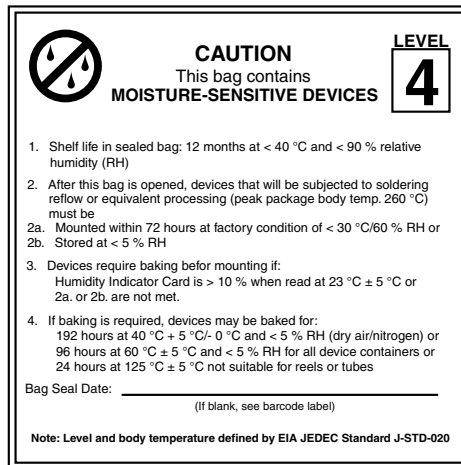 LEVEL
CAUTION
4
This bag contains
MOISTURE-SENSITIVE DEVICES
1. Shelf life in sealed bag: 12 months at < 40 °C and < 90 % relative
humidity (RH)
2. After this bag is opened, devices that will be subjected to soldering
reflow or equivalent processing (peak package body temp. 260 °C)
must be
2a. Mounted within 72 hours at factory condition of < 30 °C/60 % RH or
2b. Stored at < 5 % RH
3. Devices require baking befor mounting if:
Humidity Indicator Card is > 10 % when read at 23 °C ± 5 °C or
2a. or 2b. are not met.
4. If baking is required, devices may be baked for:
192 hours at 40 °C + 5 °C/- 0 °C and < 5 % RH (dry air/nitrogen) or
96 hours at 60 °C ± 5 °C and < 5 % RH for all device containers or
24 hours at 125 °C ± 5 °C not suitable for reels or tubes
Bag Seal Date:
(If blank, see barcode label)
Note: Level and body temperature defined by EIA JEDEC Standard J-STD-020